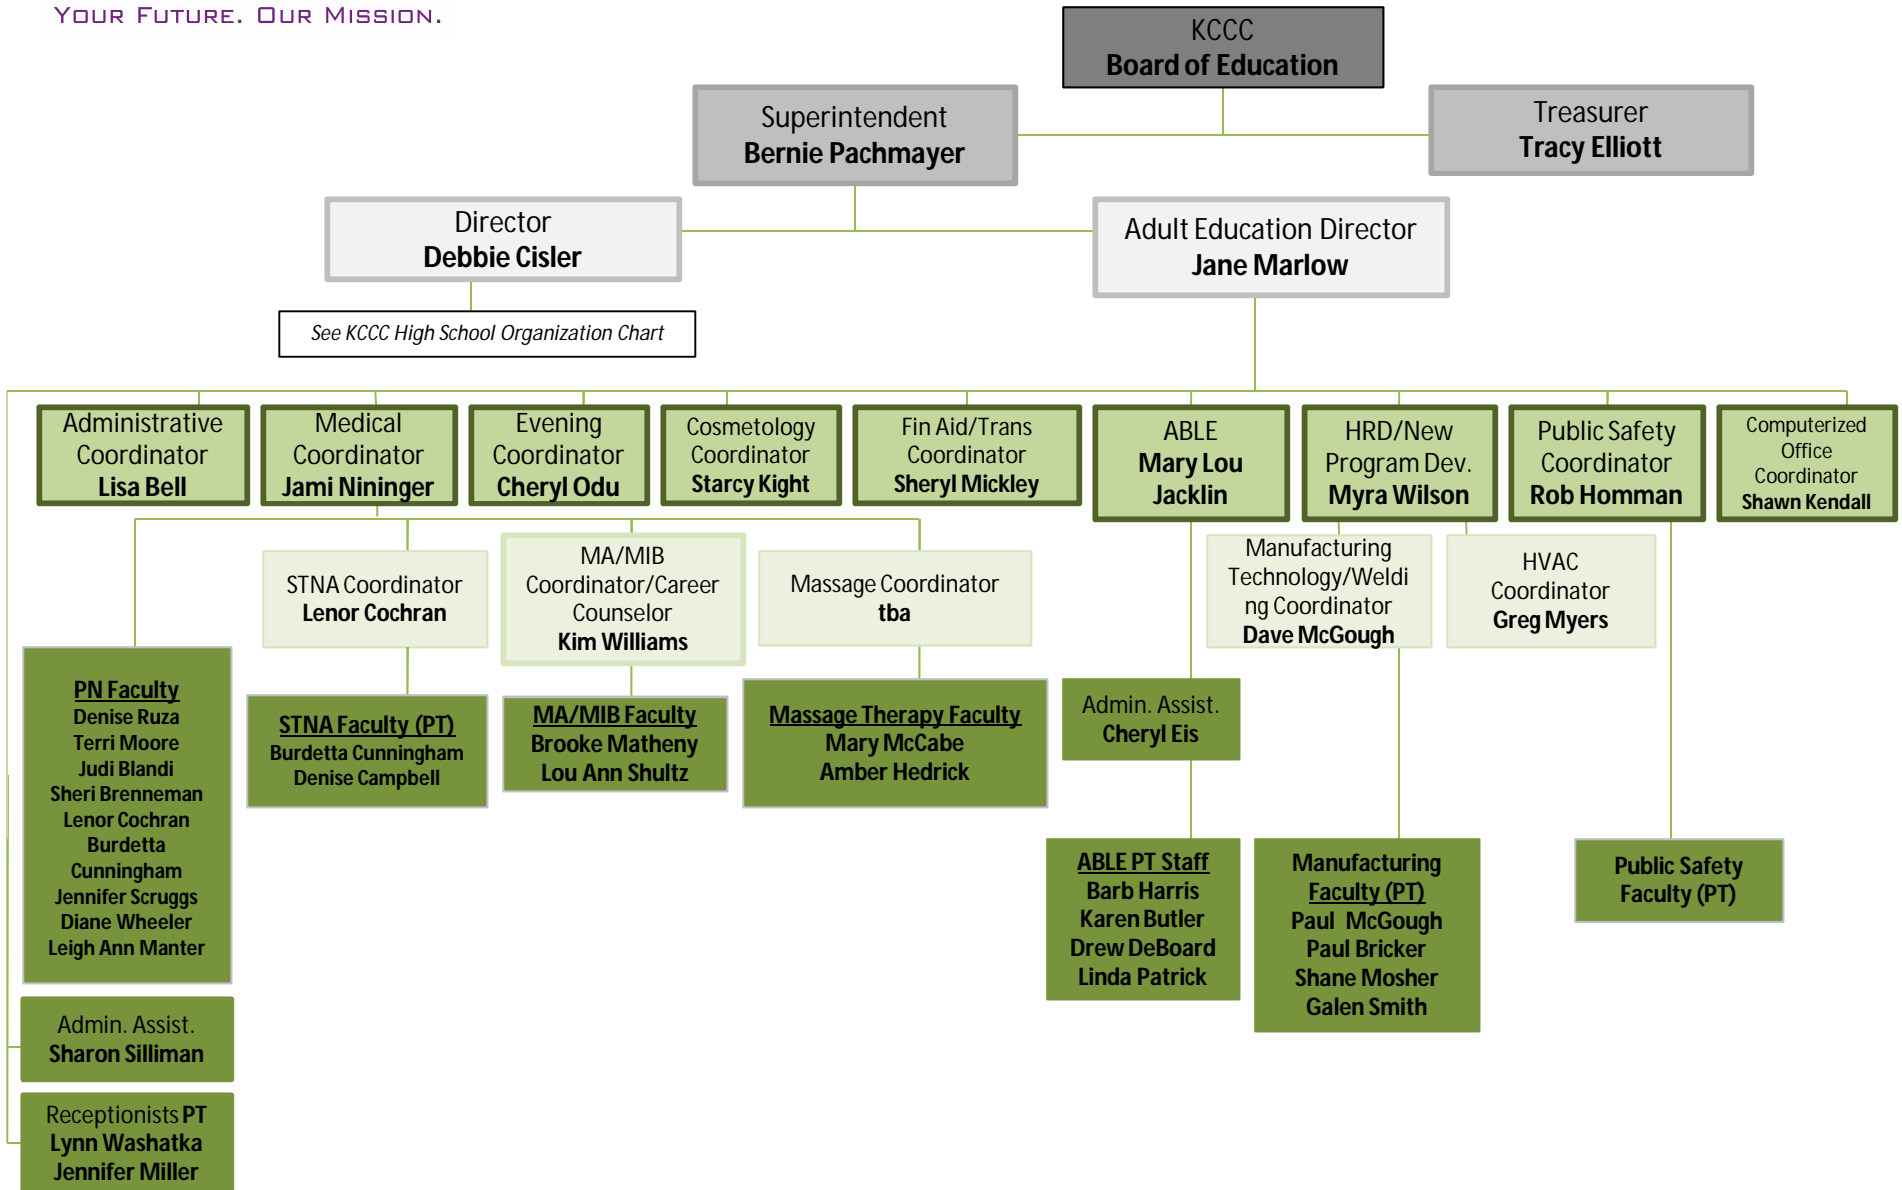 YOUR FUTURE. OUR MISSION.
KCCC
Board of Education
Superintendent
Bernie Pachmayer
Treasurer
Tracy Elliott
Director
Debbie Cisler
Adult Education Director
Jane Marlow
See KCCC High School Organization Chart
Administrative
Coordinator
Lisa Bell
Medical
Coordinator
Jami Nininger
Evening
Coordinator
Cheryl Odu
Cosmetology
Coordinator
Starcy Kight
Fin Aid/Trans
Coordinator
Sheryl Mickley
ABLE
Mary Lou
Jacklin
HRD/New
Program Dev.
Myra Wilson
Public Safety
Coordinator
Rob Homman
Computerized
Office
Coordinator
Shawn Kendall
STNA Coordinator
Lenor Cochran
MA/MIB
Coordinator/Career
Counselor
Kim Williams
Massage Coordinator
tba
Manufacturing
Technology/Weldi
ng Coordinator
Dave McGough
HVAC
Coordinator
Greg Myers
PN Faculty
Denise Ruza
Terri Moore
Judi Blandi
Sheri Brenneman
Lenor Cochran
Burdetta
Cunningham
Jennifer Scruggs
Diane Wheeler
Leigh Ann Manter
STNA Faculty (PT)
Burdetta Cunningham
Denise Campbell
MA/MIB Faculty
Brooke Matheny
Lou Ann Shultz
Massage Therapy Faculty
Mary McCabe
Amber Hedrick
Admin. Assist.
Cheryl Eis
ABLE PT Staff
Barb Harris
Karen Butler
Drew DeBoard
Linda Patrick
Manufacturing
Faculty (PT)
Paul McGough
Paul Bricker
Shane Mosher
Galen Smith
Public Safety
Faculty (PT)
Admin. Assist.
Sharon Silliman
Receptionists PT
Lynn Washatka
Jennifer Miller